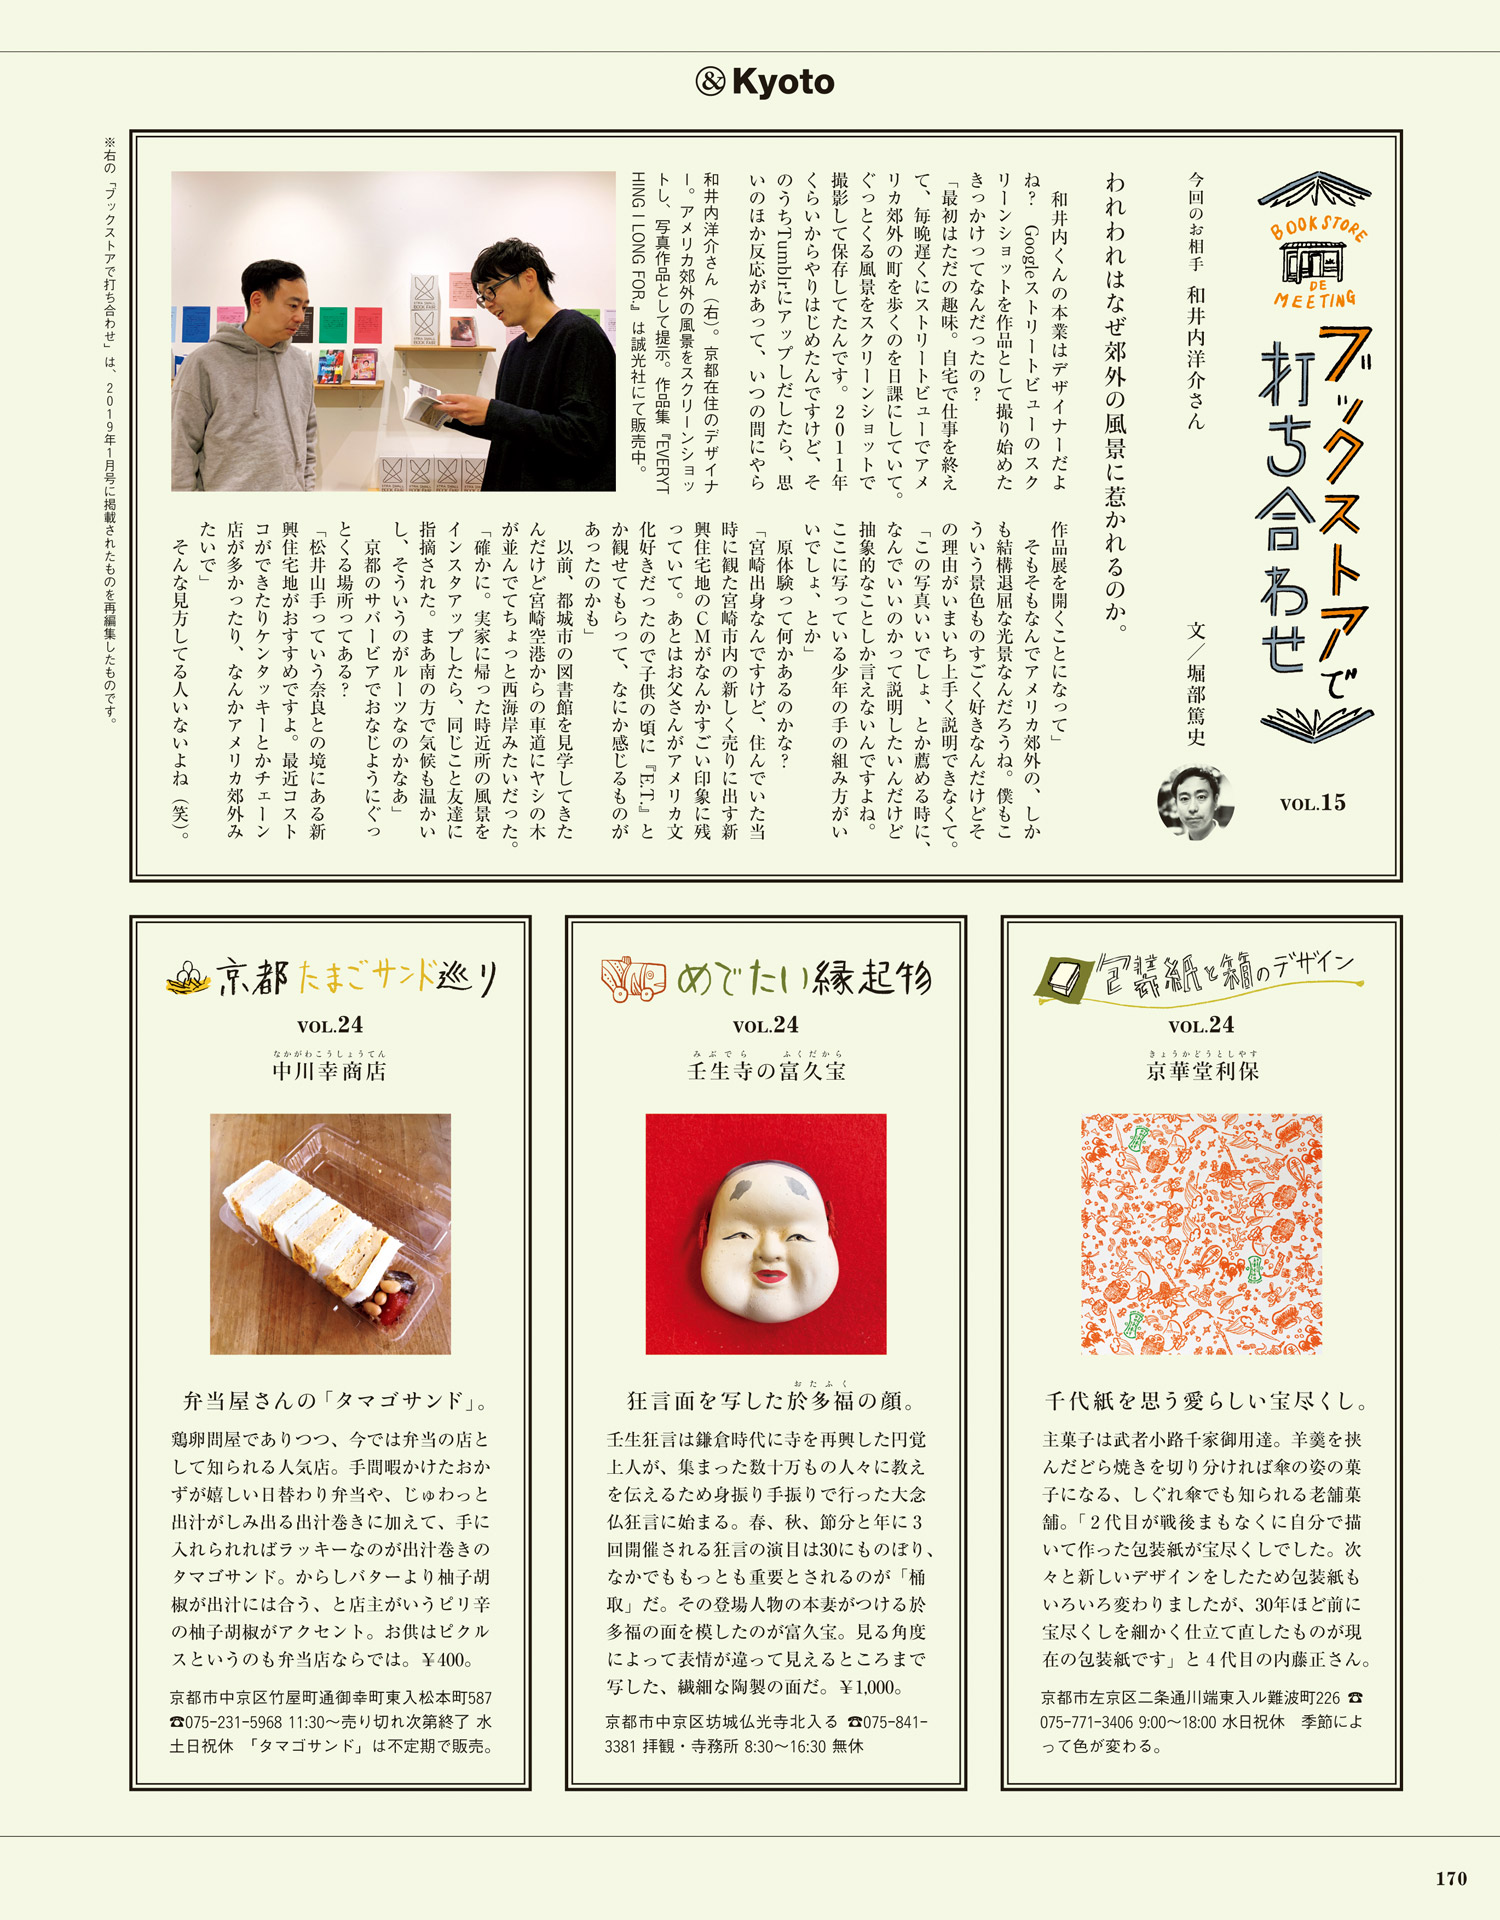 &Kyoto
BOOK STORE
DE
MEETING
ブックストアで
打ち合わせ
VOL.15
今回のお相手 和井内洋介さん
文／堀部篤史
われわれはなぜ郊外の風景に惹かれるのか。
和井内くんの本業はデザイナーだよ
ね？ Googleストリートビューのスク
リーンショットを作品として撮り始めた
きっかけってなんだったの？
「最初はただの趣味。自宅で仕事を終え
て、毎晩遅くにストリートビューでアメ
リカ郊外の町を歩くのを日課にしていて。
ぐっとくる風景をスクリーンショットで
撮影して保存してたんです。2011年
くらいからやりはじめたんですけど、そ
のうちTumblrにアップしだしたら、思
いのほか反応があって、いつの間にやら
作品展を開くことになって」
そもそもなんでアメリカ郊外の、しか
も結構退屈な光景なんだろうね。僕もこ
ういう景色ものすごく好きなんだけどそ
の理由がいまいち上手く説明できなくて。
「この写真いいでしょ、とか薦める時に、
なんでいいのかって説明したいんだけど
抽象的なことしか言えないんですよね。
ここに写っている少年の手の組み方がい
いでしょ、とか」
原体験って何かあるのかな？
「宮崎出身なんですけど、住んでいた当
時に観た宮崎市内の新しく売りに出す新
興住宅地のCMがなんかすごい印象に残
っていて。あとはお父さんがアメリカ文
化好きだったので子供の頃に『E.T.』と
か観せてもらって、なにか感じるものが
あったのかも」
以前、都城市の図書館を見学してきた
んだけど宮崎空港からの車道にヤシの木
が並んでてちょっと西海岸みたいだった。
「確かに。実家に帰った時近所の風景を
インスタアップしたら、同じこと友達に
指摘された。まあ南の方で気候も温かい
し、そういうのがルーツなのかなあ」
京都のサバービアでおなじようにぐっ
とくる場所ってある？
「松井山手っていう奈良との境にある新
興住宅地がおすすめですよ。最近コスト
コができたりケンタッキーとかチェーン
店が多かったり、なんかアメリカ郊外み
たいで」
そんな見方してる人いないよね（笑）。
和井内洋介さん（右）。京都在住のデザイナ
ー。アメリカ郊外の風景をスクリーンショッ
トし、写真作品として提示。作品集『EVERYT
HING I LONG FOR.』は誠光社にて販売中。
※右の「ブックストアで打ち合わせ」は、2019年1月号に掲載されたものを再編集したものです。
包装紙と箱のデザイン
VOL.24
きょうかどうとしやす
京華堂利保
千代紙を思う愛らしい宝尽くし。
主菓子は武者小路千家御用達。羊羹を挟
んだどら焼きを切り分ければ傘の姿の菓
子になる、しぐれ傘でも知られる老舗菓
舗。「２代目が戦後まもなくに自分で描
いて作った包装紙が宝尽くしでした。次
々と新しいデザインをしたため包装紙も
いろいろ変わりましたが、30年ほど前に
宝尽くしを細かく仕立て直したものが現
在の包装紙です」と４代目の内藤正さん。
京都市左京区二条通川端東入ル難波町226 ☎
075-771-3406 9:00～18:00 水日祝休　季節によ
って色が変わる。
めでたい縁起物
VOL.24
みぶでら ふくだから
壬生寺の富久宝
おたふく
狂言面を写した於多福の顔。
壬生狂言は鎌倉時代に寺を再興した円覚
上人が、集まった数十万もの人々に教え
を伝えるため身振り手振りで行った大念
仏狂言に始まる。春、秋、節分と年に３
回開催される狂言の演目は30にものぼり、
なかでももっとも重要とされるのが「桶
取」だ。その登場人物の本妻がつける於
多福の面を模したのが富久宝。見る角度
によって表情が違って見えるところまで
写した、繊細な陶製の面だ。￥1,000。
京都市中京区坊城仏光寺北入る ☎075-841-
3381 拝観・寺務所 8:30～16:30 無休
京都たまごサンド巡り
VOL.24
なかがわこうしょうてん
中川幸商店
弁当屋さんの「タマゴサンド」。
鶏卵問屋でありつつ、今では弁当の店と
して知られる人気店。手間暇かけたおか
ずが嬉しい日替わり弁当や、じゅわっと
出汁がしみ出る出汁巻きに加えて、手に
入れられればラッキーなのが出汁巻きの
タマゴサンド。からしバターより柚子胡
椒が出汁には合う、と店主がいうピリ辛
の柚子胡椒がアクセント。お供はピクル
スというのも弁当店ならでは。￥400。
京都市中京区竹屋町通御幸町東入松本町587
☎075-231-5968 11:30～売り切れ次第終了 水
土日祝休　「タマゴサンド」は不定期で販売。
170